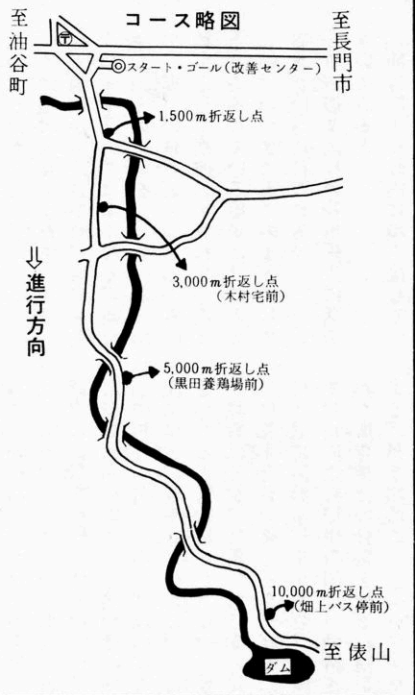 コース略図
至油谷町
至長門市
〒
◎スタート・ゴール(改善センター)
1,500m折返し点
3,000m折返し点
(木村宅前)
⇓進行方向
5,000m折返し点
(黒田養鶏場前)
10,000m折返し点
(畑上バス停前)
至俵山
ダム